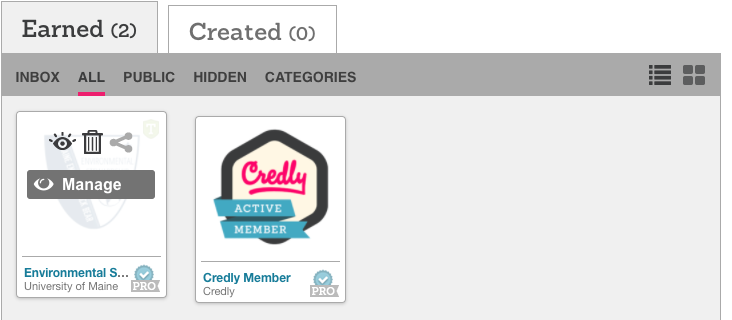 Earned (2)
Created (0)
INBOX ALL PUBLIC HIDDEN CATEGORIES
Manage
Environmental S...
University of Maine
PRO
Credly
ACTIVE
MEMBER
Credly Member
Credly
PRO